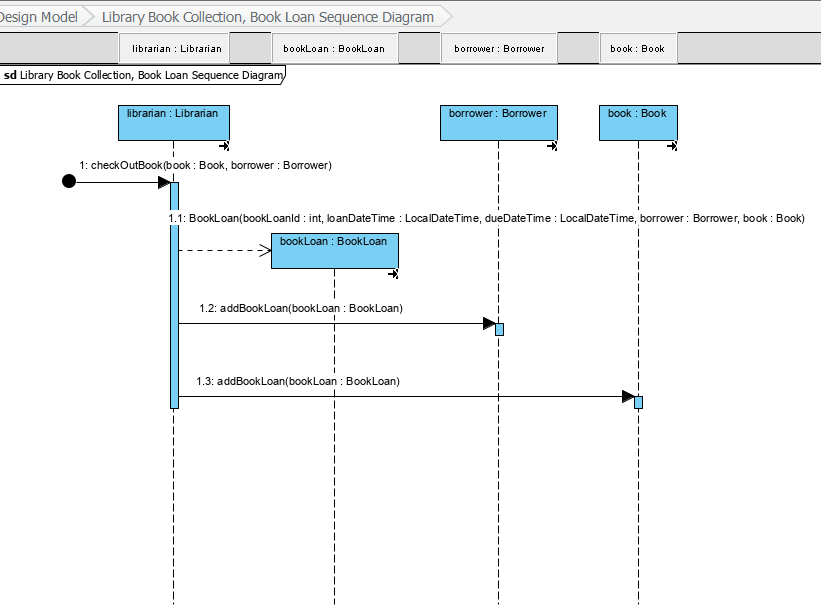 Design Model Library Book Collection, Book Loan Sequence Diagram
librarian : Librarian bookLoan : BookLoan borrower : Borrower book : Book
sd Library Book Collection, Book Loan Sequence Diagram
librarian : Librarian borrower : Borrower book : Book
1: checkOutBook(book : Book, borrower : Borrower)
1.1: BookLoan(bookLoanId : int, loanDateTime : LocalDateTime, dueDateTime : LocalDateTime, borrower : Borrower, book : Book)
bookLoan : BookLoan
1.2: addBookLoan(bookLoan : BookLoan)
1.3: addBookLoan(bookLoan : BookLoan)